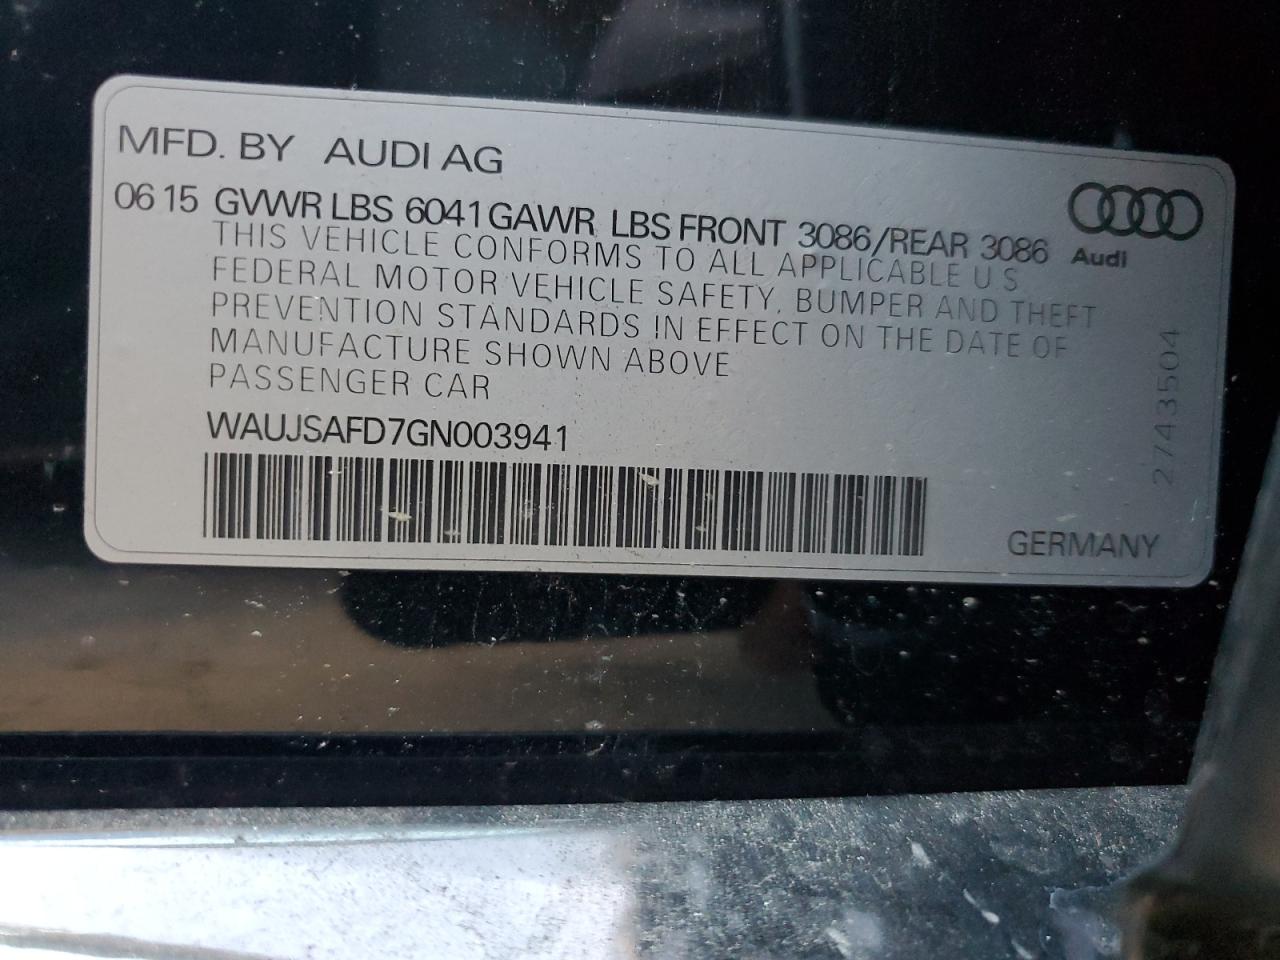 MFD. BY AUDI AG
06 15 GVWR LBS 6041 GAWR LBS FRONT 3086/REAR 3086
Audi
THIS VEHICLE CONFORMS TO ALL APPLICABLE U S
FEDERAL MOTOR VEHICLE SAFETY, BUMPER AND THEFT
PREVENTION STANDARDS IN EFFECT ON THE DATE OF
MANUFACTURE SHOWN ABOVE
PASSENGER CAR
WAUJSAFD7GN003941
2743504
GERMANY